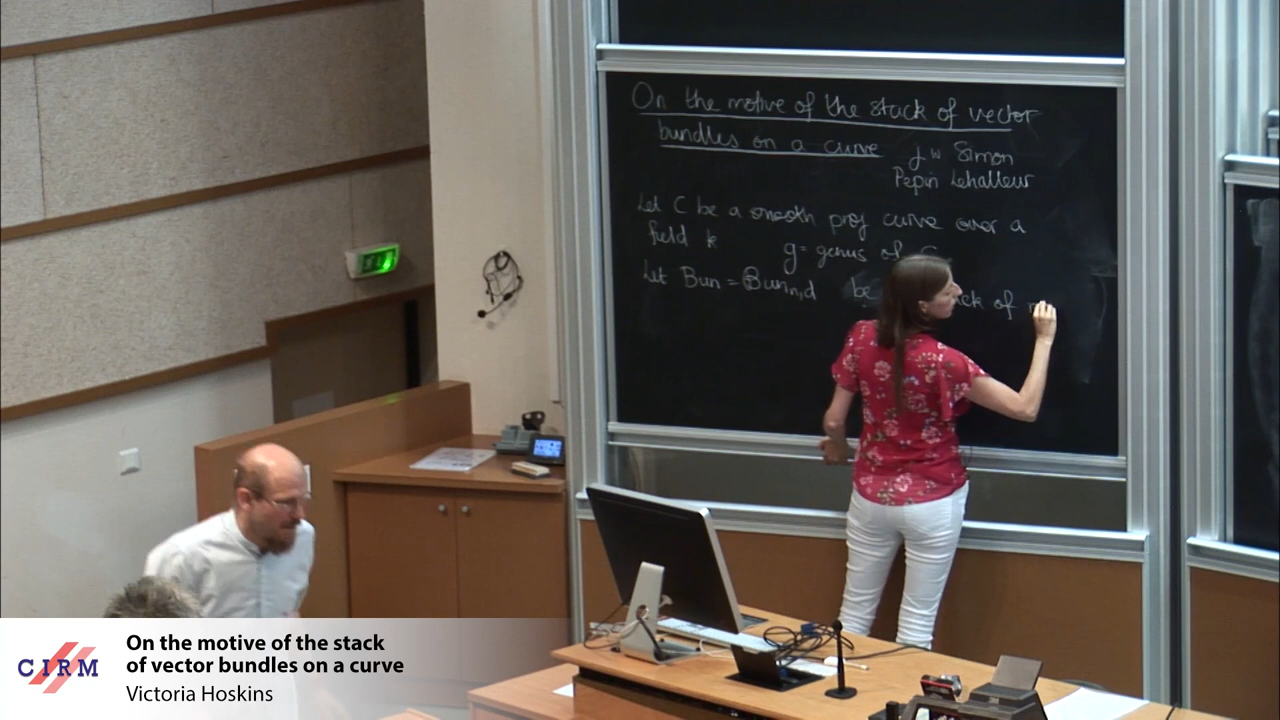 On the motive of the stack of vector
bundles on a curve
j w Simon
Pepin Lehalleur
Let C be a smooth proj curve over a
field k g = genus of C
Let Bun = Bun n,d be ack of
CIRM
On the motive of the stack
of vector bundles on a curve
Victoria Hoskins